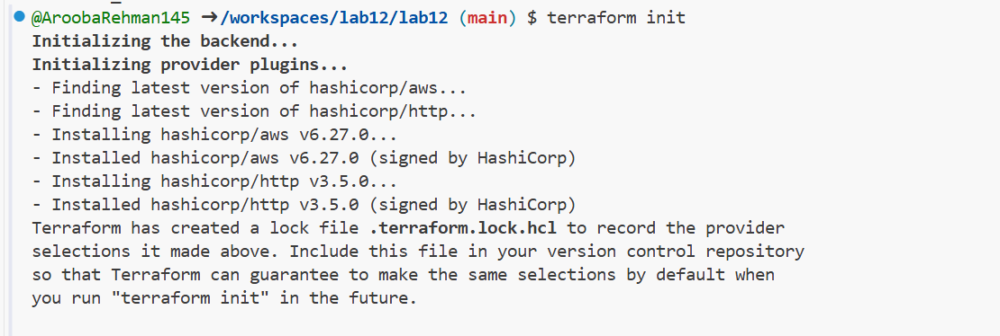 @AroobaRehman145 ➜/workspaces/lab12/lab12 (main) $ terraform init
Initializing the backend...
Initializing provider plugins...
- Finding latest version of hashicorp/aws...
- Finding latest version of hashicorp/http...
- Installing hashicorp/aws v6.27.0...
- Installed hashicorp/aws v6.27.0 (signed by HashiCorp)
- Installing hashicorp/http v3.5.0...
- Installed hashicorp/http v3.5.0 (signed by HashiCorp)
Terraform has created a lock file .terraform.lock.hcl to record the provider
selections it made above. Include this file in your version control repository
so that Terraform can guarantee to make the same selections by default when
you run "terraform init" in the future.